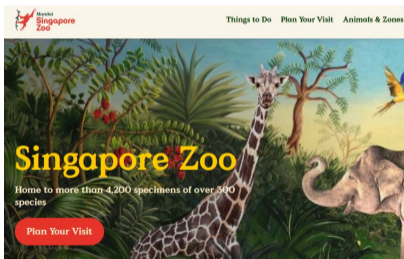 Mandai
Singapore
Zoo
Things to Do Plan Your Visit Animals & Zones
Singapore Zoo
Home to more than 4,200 specimens of over 300
species
Plan Your Visit